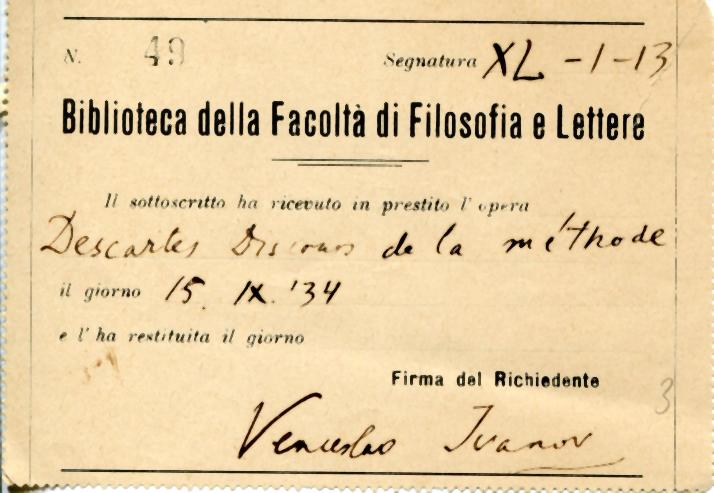 N. 49 Segnatura XL-1-13
Biblioteca della Facoltà di Filosofia e Lettere
Il sottoscritto ha ricevuto in prestito l'opera
Descartes Discours de la méthode
il giorno 15. IX. '34
e l'ha restituita il giorno
Firma del Richiedente
3
Venceslao Ivanov